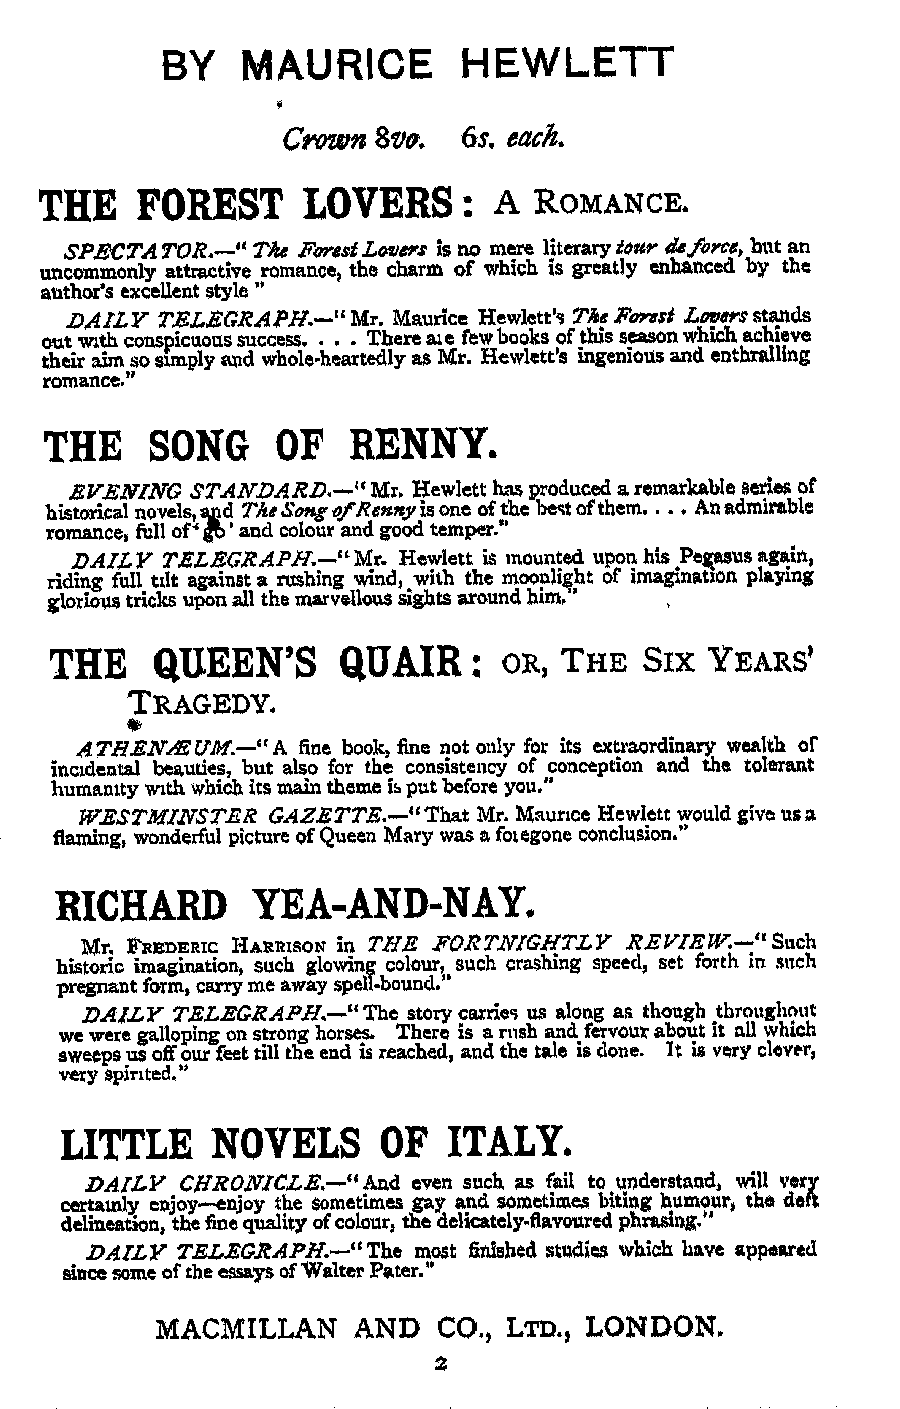 BY MAURICE HEWLETT
Crown 8vo. 6s. each.
THE FOREST LOVERS: A ROMANCE.
SPECTATOR.—"The Forest Lovers is no mere literary tour de force, but an
uncommonly attractive romance, the charm of which is greatly enhanced by the
author's excellent style"
DAILY TELEGRAPH.—"Mr. Maurice Hewlett's The Forest Lovers stands
out with conspicuous success. . . . There are few books of this season which achieve
their aim so simply and whole-heartedly as Mr. Hewlett's ingenious and enthralling
romance."
THE SONG OF RENNY.
EVENING STANDARD.—"Mr. Hewlett has produced a remarkable series of
historical novels, and The Song of Renny is one of the best of them. . . . An admirable
romance, full of 'go' and colour and good temper."
DAILY TELEGRAPH.—"Mr. Hewlett is mounted upon his Pegasus again,
riding full tilt against a rushing wind, with the moonlight of imagination playing
glorious tricks upon all the marvellous sights around him."
THE QUEEN'S QUAIR: OR, THE SIX YEARS'
TRAGEDY.
ATHENÆUM.—"A fine book, fine not only for its extraordinary wealth of
incidental beauties, but also for the consistency of conception and the tolerant
humanity with which its main theme is put before you."
WESTMINSTER GAZETTE.—"That Mr. Maurice Hewlett would give us a
flaming, wonderful picture of Queen Mary was a foregone conclusion."
RICHARD YEA-AND-NAY.
Mr. FREDERIC HARRISON in THE FORTNIGHTLY REVIEW.—"Such
historic imagination, such glowing colour, such crashing speed, set forth in such
pregnant form, carry me away spell-bound."
DAILY TELEGRAPH.—"The story carries us along as though throughout
we were galloping on strong horses. There is a rush and fervour about it all which
sweeps us off our feet till the end is reached, and the tale is done. It is very clever,
very spirited."
LITTLE NOVELS OF ITALY.
DAILY CHRONICLE.—"And even such as fail to understand, will very
certainly enjoy—enjoy the sometimes gay and sometimes biting humour, the deft
delineation, the fine quality of colour, the delicately-flavoured phrasing."
DAILY TELEGRAPH.—"The most finished studies which have appeared
since some of the essays of Walter Pater."
MACMILLAN AND CO., LTD., LONDON.
2